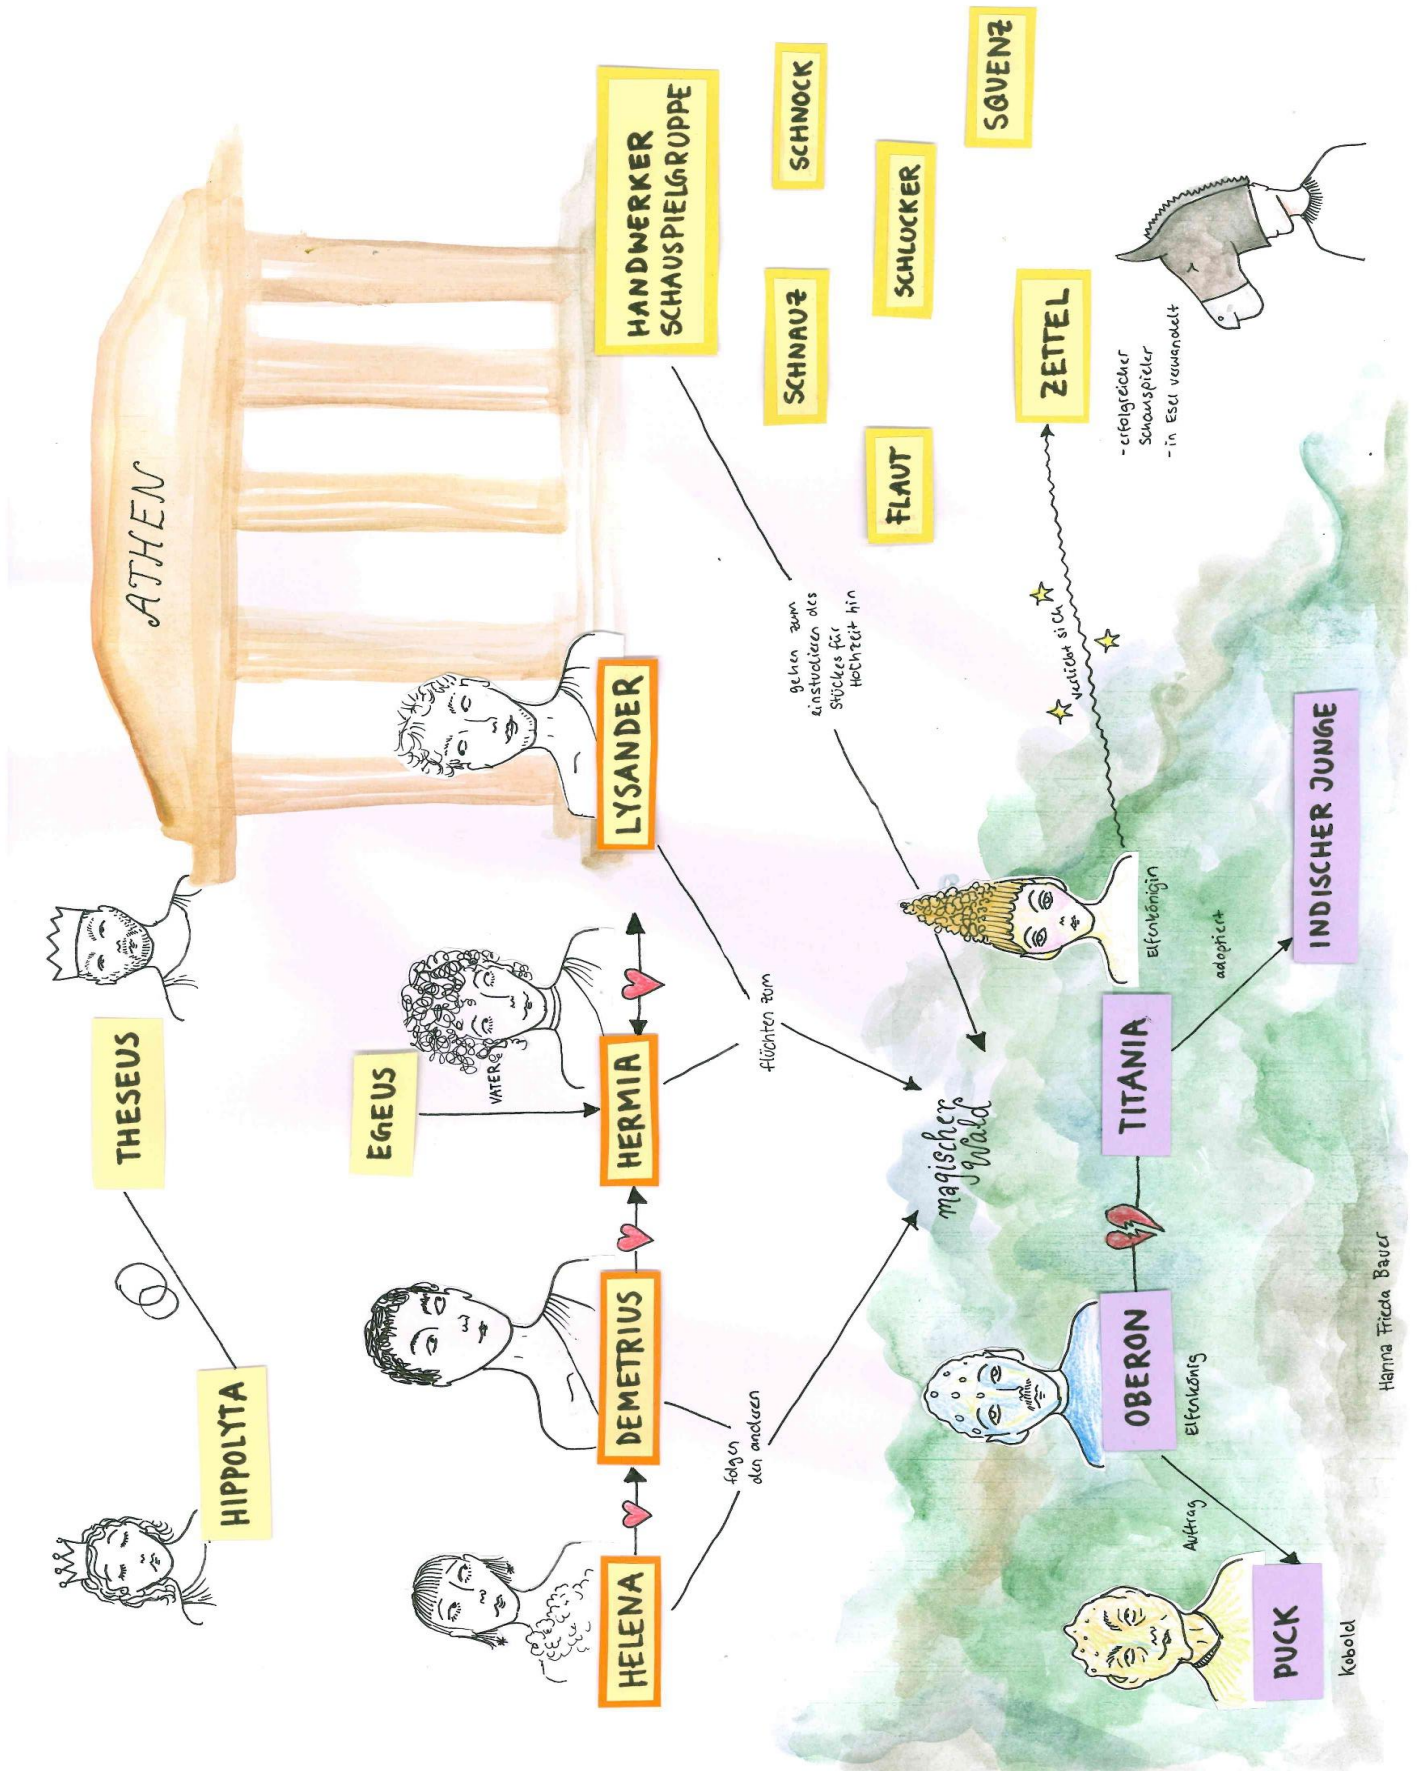 ATHEN
THESEUS
HIPPOLYTA
EGEUS
VATER
HELENA
DEMETRIUS
HERMIA
LYSANDER
HANDWERKER
SCHAUSPIELGRUPPE
SCHNAUZ
SCHNOCK
FLAUT
SCHLUCKER
SQUENZ
ZETTEL
-erfolgreicher
Schauspieler
-in Esel verwandelt
folgen
den anderen
flüchten zum
gehen zum
einstudieren des
Stückes für
Hochzeit hin
magischer
Wald
verliebt sich
PUCK
Kobold
Auftrag
OBERON
Elfenkönig
TITANIA
Elfenkönigin
adoptiert
INDISCHER JUNGE
Hanna Frieda Bauer